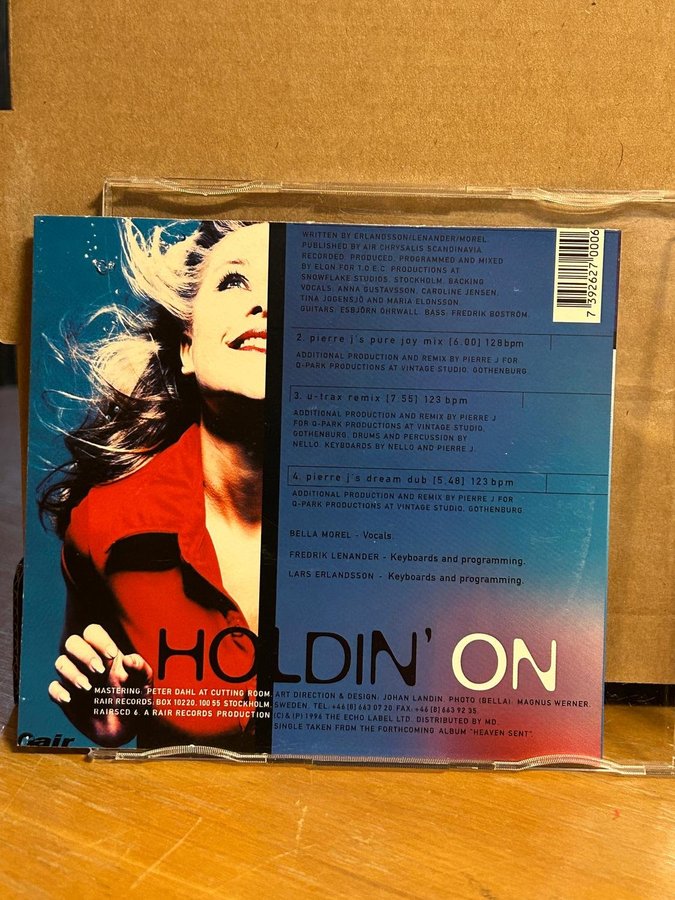 WRITTEN BY ERLANDSSON/LENANDER/MOREL.
PUBLISHED BY AIR CHRYSALIS SCANDINAVIA
RECORDED, PRODUCED, PROGRAMMED AND MIXED
BY ELON FOR T.O.E.C. PRODUCTIONS AT
SNOWFLAKE STUDIOS, STOCKHOLM. BACKING
VOCALS: ANNA GUSTAVSSON, CAROLINE JENSEN,
TINA JOGENSJÖ AND MARIA ELONSSON.
GUITARS: ESBJÖRN ÖHRWALL. BASS: FREDRIK BOSTRÖM.
7 392627 0006
2. pierre j's pure joy mix [6.00] 128bpm
ADDITIONAL PRODUCTION AND REMIX BY PIERRE J FOR
Q-PARK PRODUCTIONS AT VINTAGE STUDIO, GOTHENBURG.
3. u-trax remix [7.55] 123 bpm
ADDITIONAL PRODUCTION AND REMIX BY PIERRE J
FOR Q-PARK PRODUCTIONS AT VINTAGE STUDIO,
GOTHENBURG. DRUMS AND PERCUSSION BY
NELLO. KEYBOARDS BY NELLO AND PIERRE J.
4. pierre j's dream dub [5.48] 123bpm
ADDITIONAL PRODUCTION AND REMIX BY PIERRE J FOR
Q-PARK PRODUCTIONS AT VINTAGE STUDIO, GOTHENBURG
BELLA MOREL - Vocals.
FREDRIK LENANDER - Keyboards and programming.
LARS ERLANDSSON - Keyboards and programming.
HOLDIN' ON
MASTERING: PETER DAHL AT CUTTING ROOM. ART DIRECTION & DESIGN: JOHAN LANDIN. PHOTO (BELLA): MAGNUS WERNER.
RAIR RECORDS, BOX 10220, 100 55 STOCKHOLM, SWEDEN. TEL. +46 [8] 663 07 20. FAX. +46 [8] 663 92 35.
RAIRSCD 6. A RAIR RECORDS PRODUCTION (C) & (P) 1996 THE ECHO LABEL LTD. DISTRIBUTED BY MD.
SINGLE TAKEN FROM THE FORTHCOMING ALBUM "HEAVEN SENT".
rair